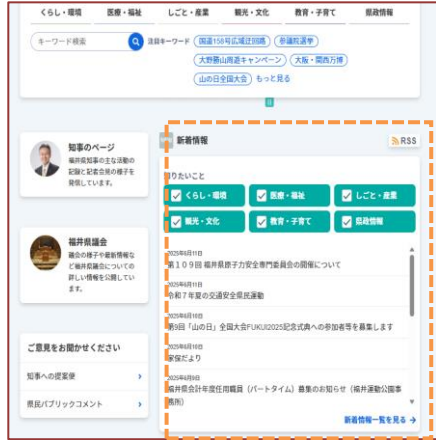 くらし・環境 医療・福祉 しごと・産業 観光・文化 教育・子育て 県政情報
キーワード検索 注目キーワード 国道158号広域迂回路 参議院選挙
大野勝山周遊キャンペーン 大阪・関西万博
山の日全国大会 もっと見る
知事のページ
福井県知事の主な活動の
記録と記者会見の様子を
発信しています。
福井県議会
議会の様子や最新情報な
ど福井県議会についての
詳しい情報を公開してい
ます。
ご意見をお聞かせください
知事への提案便
県民パブリックコメント
新着情報 RSS
知りたいこと
くらし・環境 医療・福祉 しごと・産業
観光・文化 教育・子育て 県政情報
2025年6月11日
第109回 福井県原子力安全専門委員会の開催について
2025年6月11日
令和7年夏の交通安全県民運動
2025年6月10日
第9回「山の日」全国大会FUKUI2025記念式典への参加者等を募集します
2025年6月10日
家保だより
2025年6月9日
福井県会計年度任用職員（パートタイム）募集のお知らせ（福井運動公園事
務所）
新着情報一覧を見る